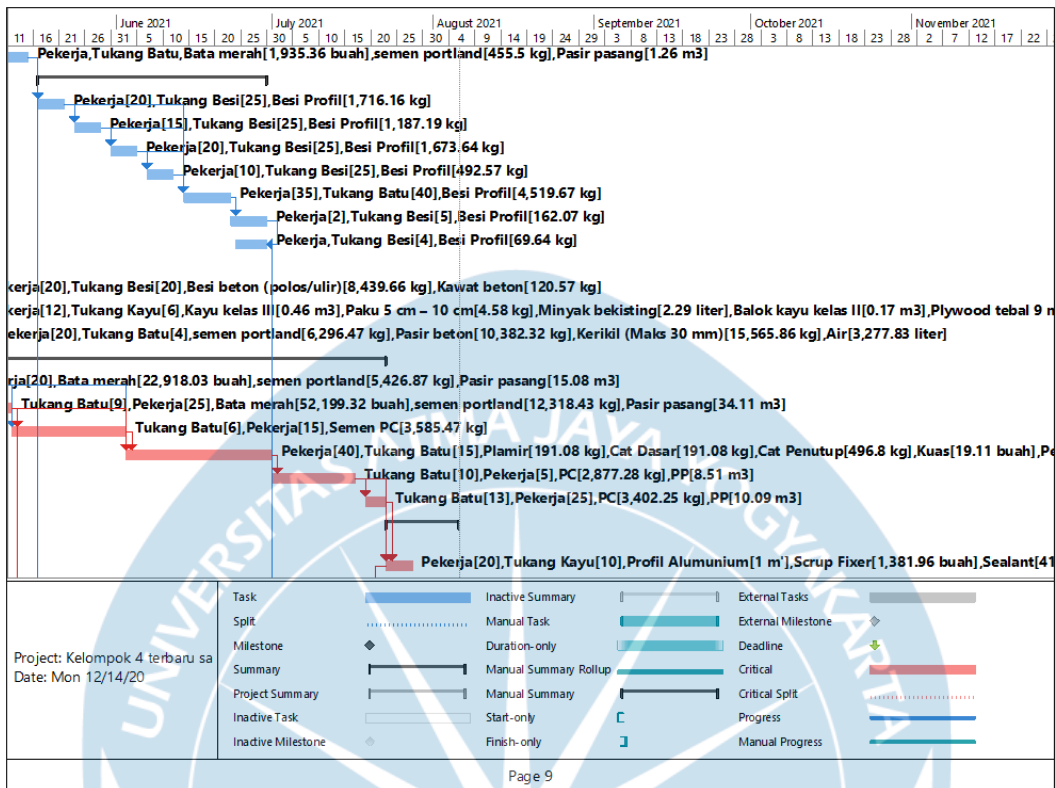 June 2021 July 2021 August 2021 September 2021 October 2021 November 2021
11 16 21 26 31 5 10 15 20 25 30 5 10 15 20 25 30 4 9 14 19 24 29 3 8 13 18 23 28 3 8 13 18 23 28 2 7 12 17 22
Pekerja,Tukang Batu,Bata merah[1,935.36 buah],semen portland[455.5 kg],Pasir pasang[1.26 m3]
Pekerja[20],Tukang Besi[25],Besi Profil[1,716.16 kg]
Pekerja[15],Tukang Besi[25],Besi Profil[1,187.19 kg]
Pekerja[20],Tukang Besi[25],Besi Profil[1,673.64 kg]
Pekerja[10],Tukang Besi[25],Besi Profil[492.57 kg]
Pekerja[35],Tukang Batu[40],Besi Profil[4,519.67 kg]
Pekerja[2],Tukang Besi[5],Besi Profil[162.07 kg]
Pekerja,Tukang Besi[4],Besi Profil[69.64 kg]
kerja[20],Tukang Besi[20],Besi beton (polos/ulir)[8,439.66 kg],Kawat beton[120.57 kg]
kerja[12],Tukang Kayu[6],Kayu kelas III[0.46 m3],Paku 5 cm – 10 cm[4.58 kg],Minyak bekisting[2.29 liter],Balok kayu kelas II[0.17 m3],Plywood tebal 9 m
ekerja[20],Tukang Batu[4],semen portland[6,296.47 kg],Pasir beton[10,382.32 kg],Kerikil (Maks 30 mm)[15,565.86 kg],Air[3,277.83 liter]
rja[20],Bata merah[22,918.03 buah],semen portland[5,426.87 kg],Pasir pasang[15.08 m3]
Tukang Batu[9],Pekerja[25],Bata merah[52,199.32 buah],semen portland[12,318.43 kg],Pasir pasang[34.11 m3]
Tukang Batu[6],Pekerja[15],Semen PC[3,585.47 kg]
Pekerja[40],Tukang Batu[15],Plamir[191.08 kg],Cat Dasar[191.08 kg],Cat Penutup[496.8 kg],Kuas[19.11 buah],Pe
Tukang Batu[10],Pekerja[5],PC[2,877.28 kg],PP[8.51 m3]
Tukang Batu[13],Pekerja[25],PC[3,402.25 kg],PP[10.09 m3]
Pekerja[20],Tukang Kayu[10],Profil Alumunium[1 m'],Scrup Fixer[1,381.96 buah],Sealant[41
UNIVERSITAS ATMA JAYA YOGYAKARTA
Project: Kelompok 4 terbaru sa
Date: Mon 12/14/20
Task Inactive Summary External Tasks
Split Manual Task External Milestone
Milestone Duration-only Deadline
Summary Manual Summary Rollup Critical
Project Summary Manual Summary Critical Split
Inactive Task Start-only Progress
Inactive Milestone Finish-only Manual Progress
Page 9